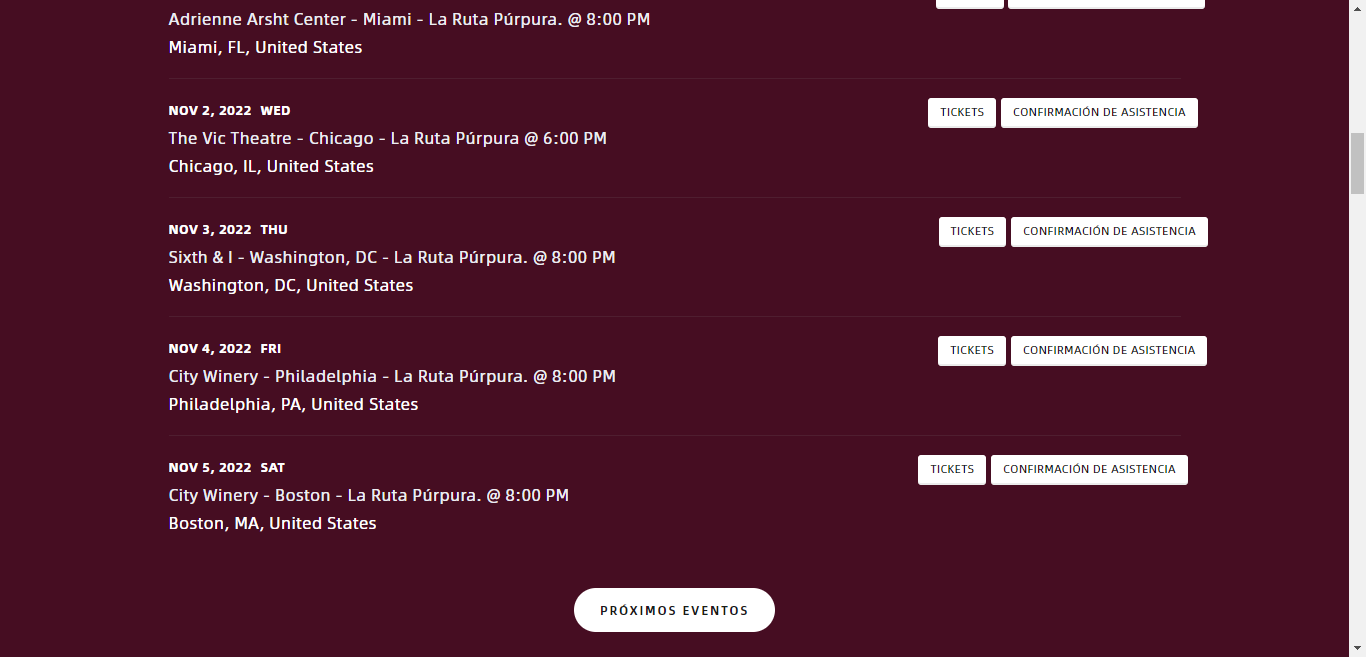 Adrienne Arsht Center - Miami - La Ruta Púrpura. @ 8:00 PM
Miami, FL, United States
NOV 2, 2022 WED
TICKETS CONFIRMACIÓN DE ASISTENCIA
The Vic Theatre - Chicago - La Ruta Púrpura @ 6:00 PM
Chicago, IL, United States
NOV 3, 2022 THU
TICKETS CONFIRMACIÓN DE ASISTENCIA
Sixth & I - Washington, DC - La Ruta Púrpura. @ 8:00 PM
Washington, DC, United States
NOV 4, 2022 FRI
TICKETS CONFIRMACIÓN DE ASISTENCIA
City Winery - Philadelphia - La Ruta Púrpura. @ 8:00 PM
Philadelphia, PA, United States
NOV 5, 2022 SAT
TICKETS CONFIRMACIÓN DE ASISTENCIA
City Winery - Boston - La Ruta Púrpura. @ 8:00 PM
Boston, MA, United States
PRÓXIMOS EVENTOS